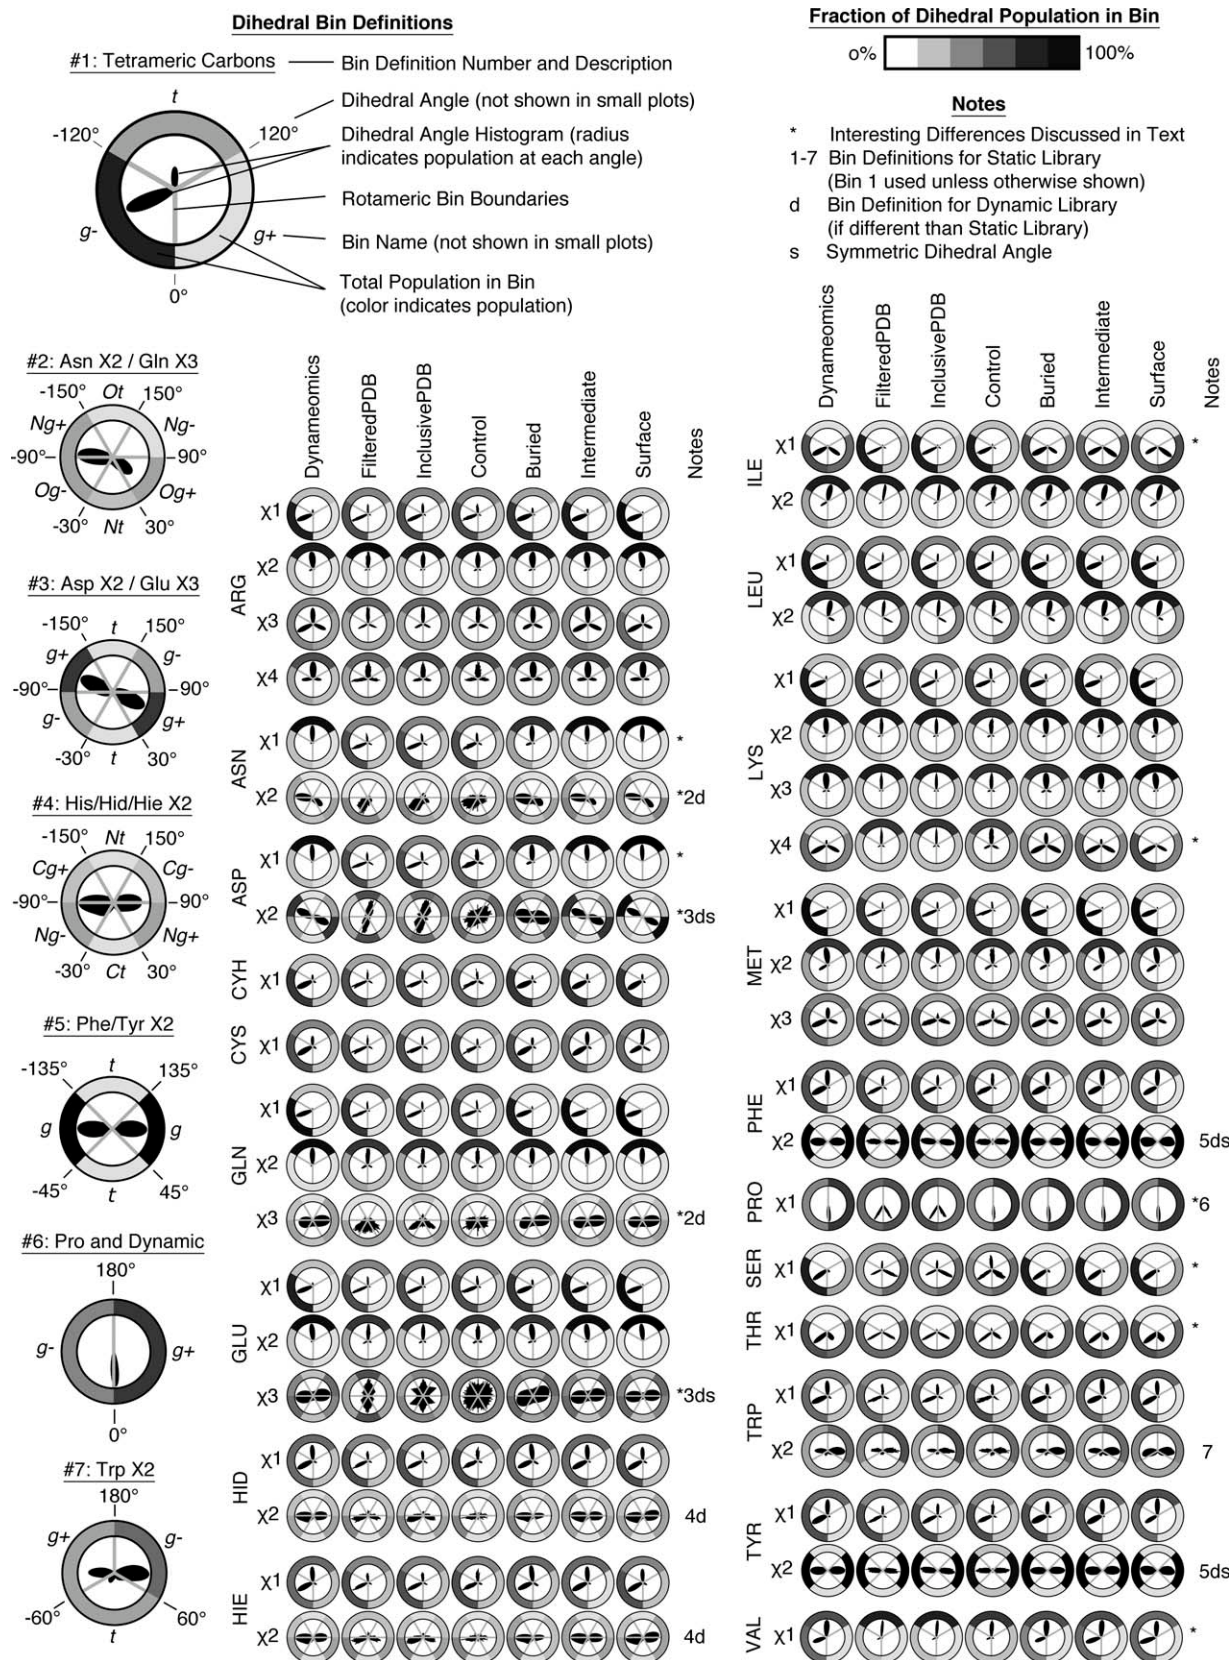 Dihedral Bin Definitions
#1: Tetrameric Carbons
Bin Definition Number and Description
t
Dihedral Angle (not shown in small plots)
-120°
120°
Dihedral Angle Histogram (radius
indicates population at each angle)
Rotameric Bin Boundaries
g-
g+
Bin Name (not shown in small plots)
Total Population in Bin
(color indicates population)
0°
Fraction of Dihedral Population in Bin
0%
100%
Notes
* Interesting Differences Discussed in Text
1-7 Bin Definitions for Static Library
(Bin 1 used unless otherwise shown)
d Bin Definition for Dynamic Library
(if different than Static Library)
s Symmetric Dihedral Angle
#2: Asn X2 / Gln X3
-150° Ot 150°
Ng+ Ng-
-90° -90°
Og- Og+
-30° Nt 30°
#3: Asp X2 / Glu X3
-150° t 150°
g+ g-
-90° -90°
g- g+
-30° t 30°
#4: His/Hid/Hie X2
-150° Nt 150°
Cg+ Cg-
-90° -90°
Ng- Ng+
-30° Ct 30°
#5: Phe/Tyr X2
-135° t 135°
g g
-45° t 45°
#6: Pro and Dynamic
180°
g- g+
0°
#7: Trp X2
180°
g+ g-
-60° t 60°
Dynameomics FilteredPDB InclusivePDB Control Buried Intermediate Surface Notes
ARG
χ1
χ2
χ3
χ4
ASN
χ1 *
χ2 *2d
ASP
χ1 *
χ2 *3ds
CYH
χ1
CYS
χ1
GLN
χ1
χ2
χ3 *2d
GLU
χ1
χ2
χ3 *3ds
HID
χ1
χ2 4d
HIE
χ1
χ2 4d
Dynameomics FilteredPDB InclusivePDB Control Buried Intermediate Surface Notes
ILE
χ1 *
χ2
LEU
χ1
χ2
LYS
χ1
χ2
χ3
χ4 *
MET
χ1
χ2
χ3
PHE
χ1
χ2 5ds
PRO
χ1 *6
SER
χ1 *
THR
χ1 *
TRP
χ1
χ2 7
TYR
χ1
χ2 5ds
VAL
χ1 *